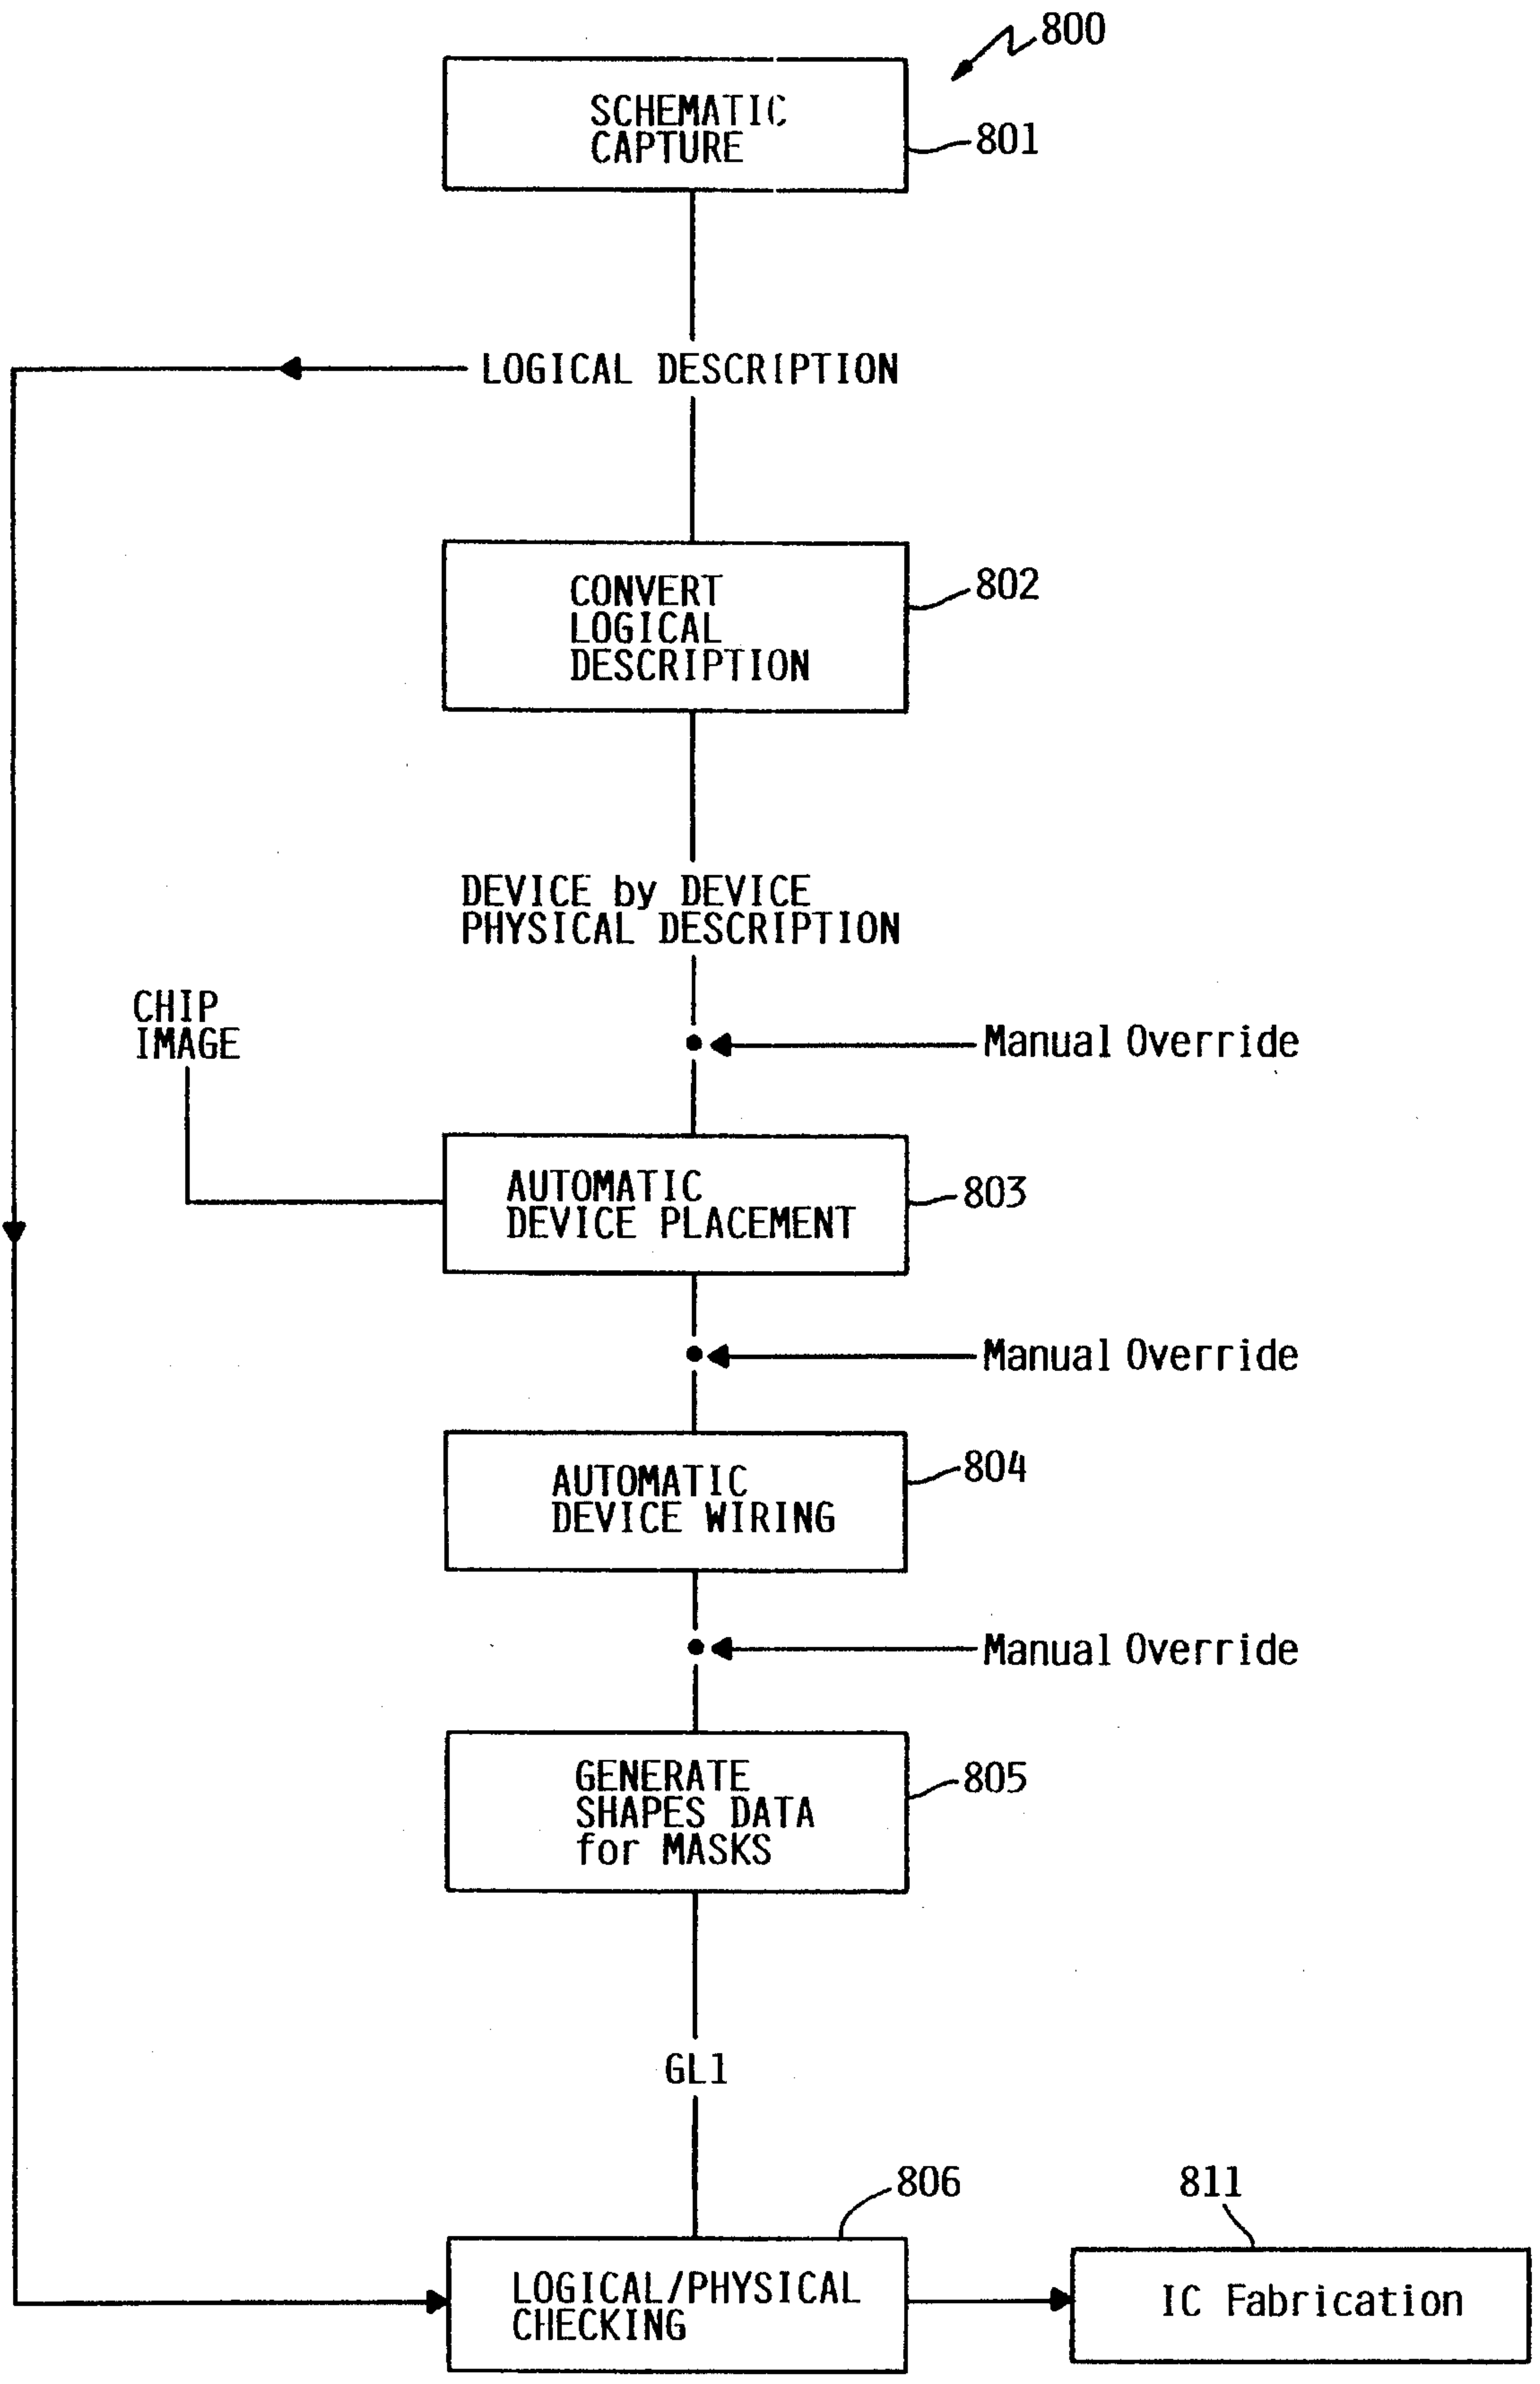 800
SCHEMATIC
CAPTURE
801
LOGICAL DESCRIPTION
CONVERT
LOGICAL
DESCRIPTION
802
DEVICE by DEVICE
PHYSICAL DESCRIPTION
CHIP
IMAGE
Manual Override
AUTOMATIC
DEVICE PLACEMENT
803
Manual Override
AUTOMATIC
DEVICE WIRING
804
Manual Override
GENERATE
SHAPES DATA
for MASKS
805
GL1
806
LOGICAL/PHYSICAL
CHECKING
811
IC Fabrication